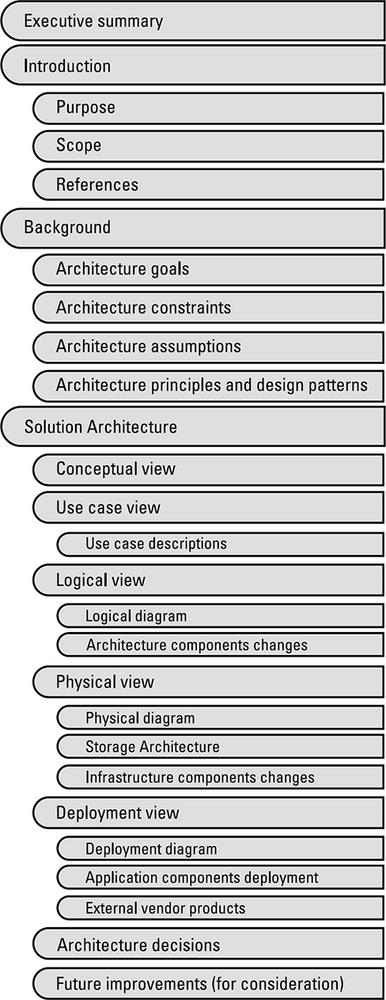 Executive summary
Introduction
Purpose
Scope
References
Background
Architecture goals
Architecture constraints
Architecture assumptions
Architecture principles and design patterns
Solution Architecture
Conceptual view
Use case view
Use case descriptions
Logical view
Logical diagram
Architecture components changes
Physical view
Physical diagram
Storage Architecture
Infrastructure components changes
Deployment view
Deployment diagram
Application components deployment
External vendor products
Architecture decisions
Future improvements (for consideration)